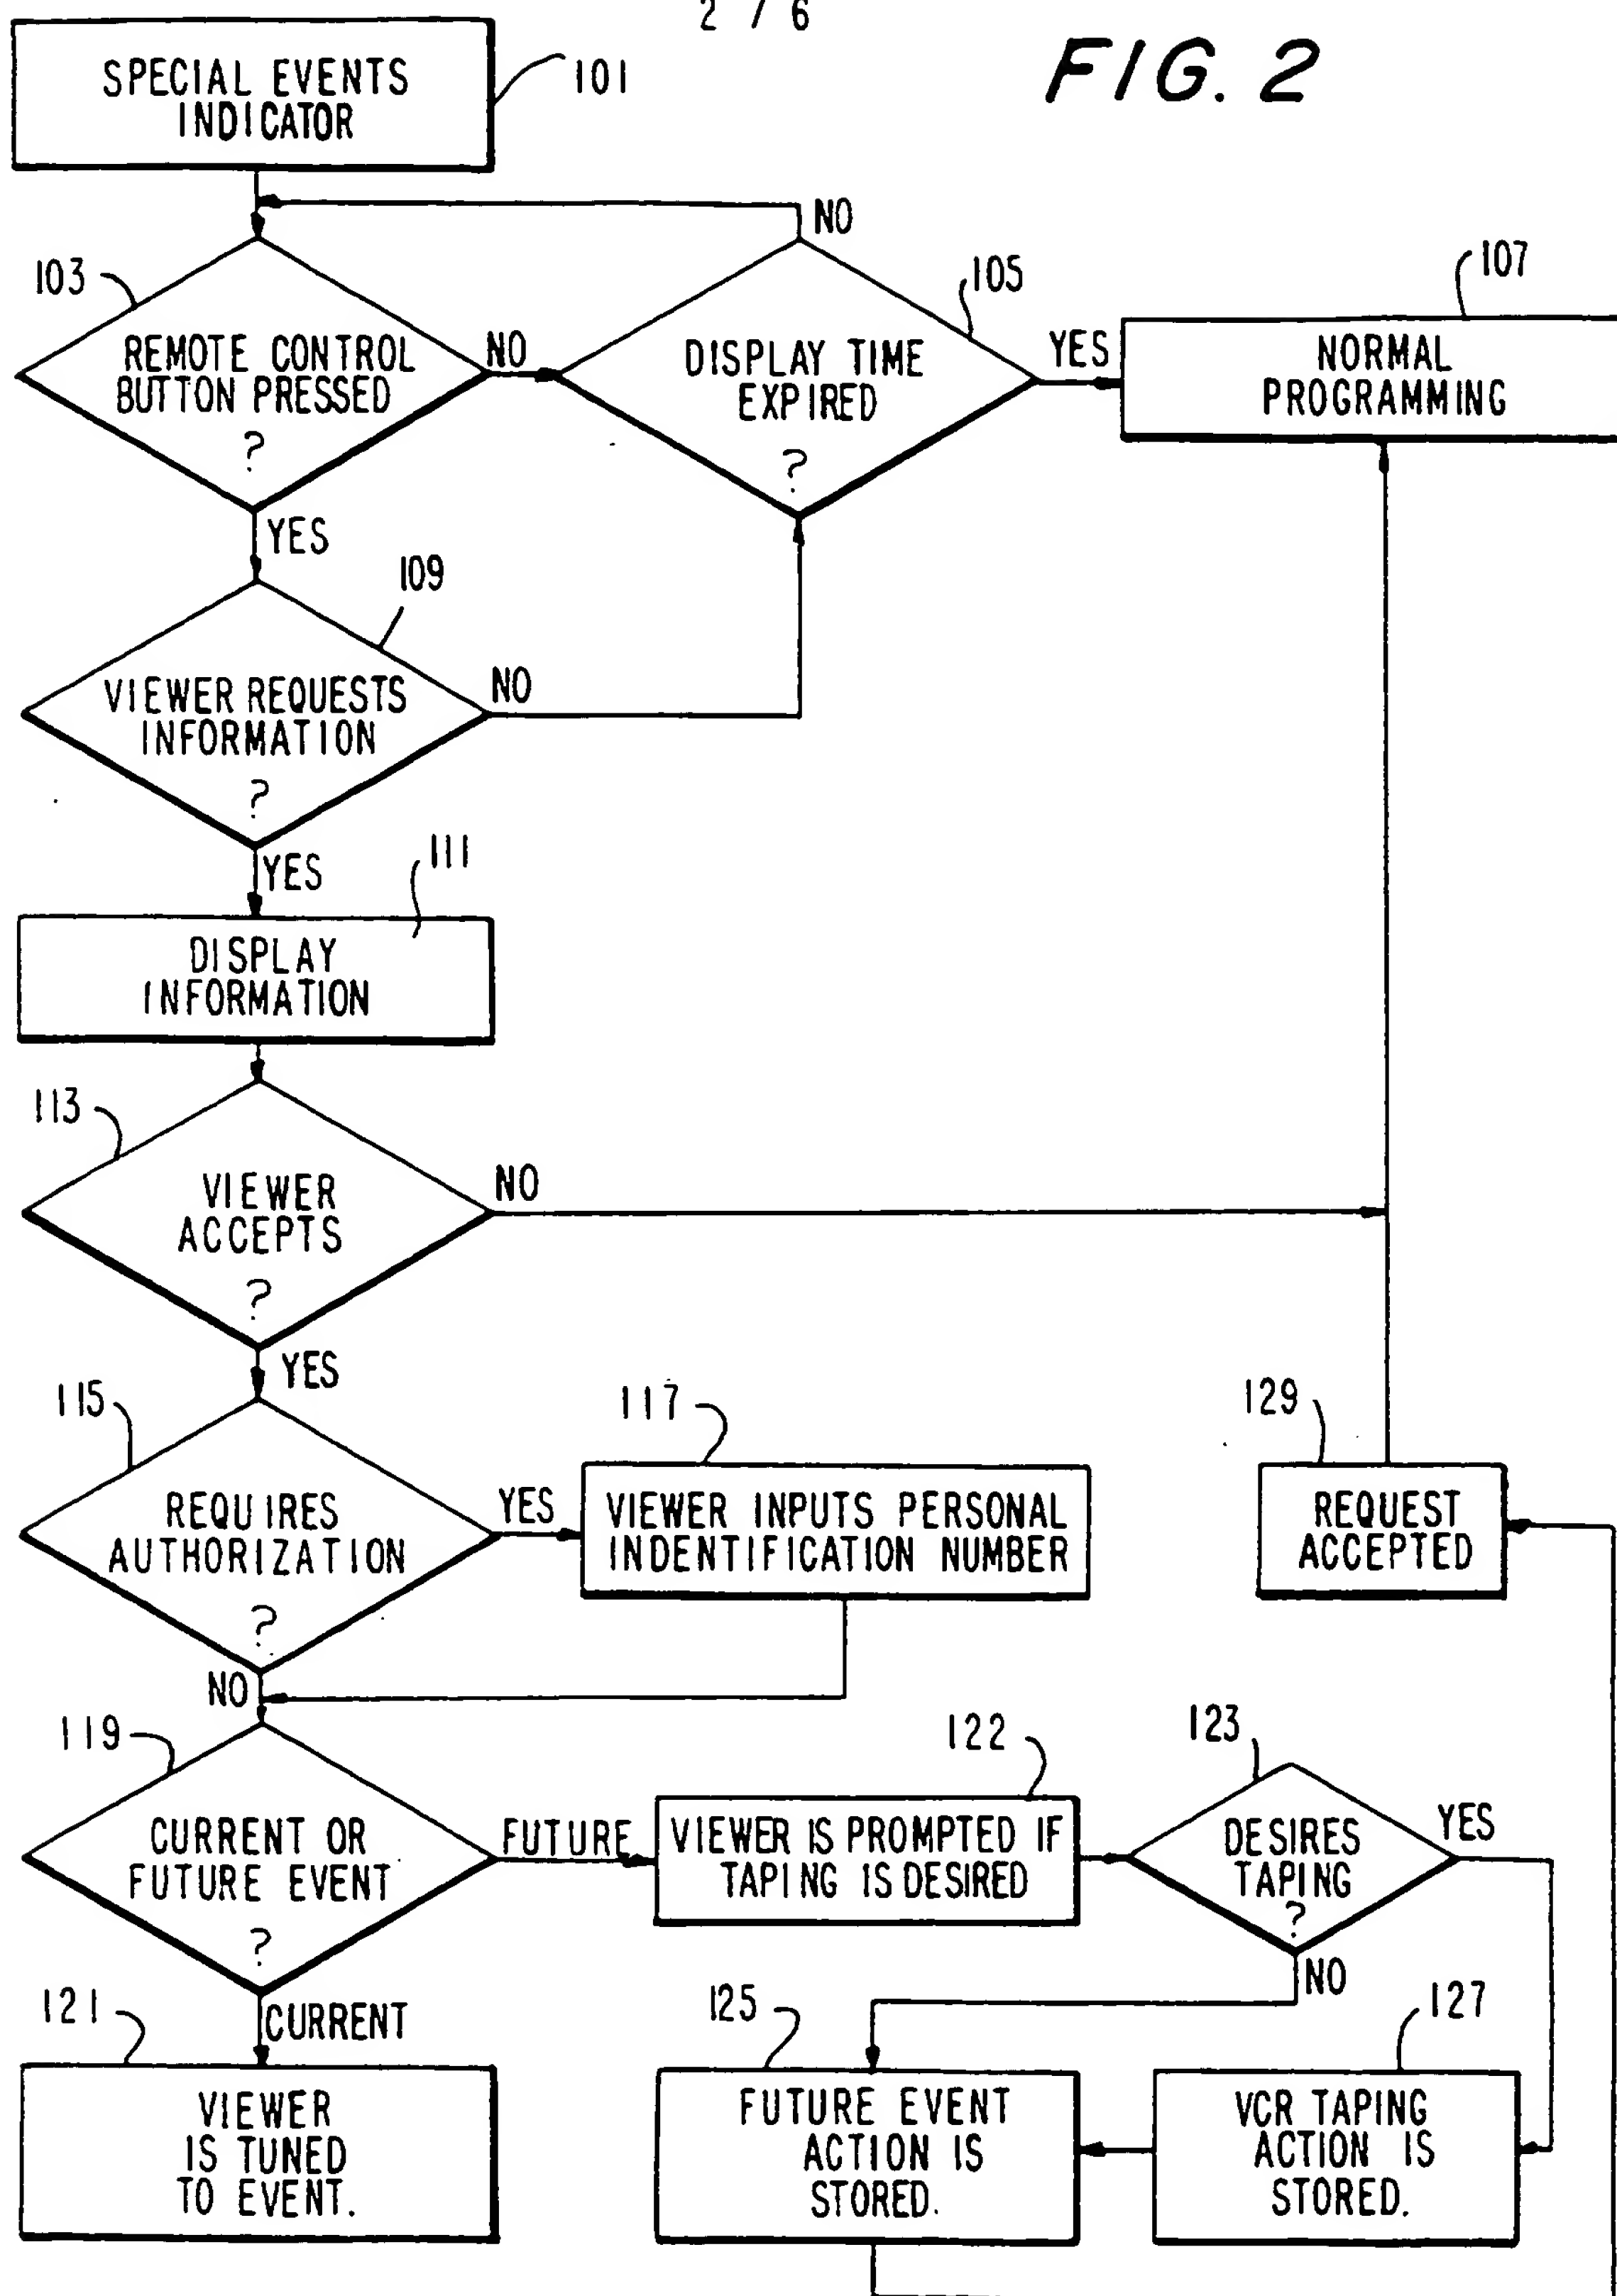 2 / 6
FIG. 2
SPECIAL EVENTS
INDICATOR
101
NO
103
105
107
REMOTE CONTROL
BUTTON PRESSED
?
NO
DISPLAY TIME
EXPIRED
?
YES
NORMAL
PROGRAMMING
YES
109
VIEWER REQUESTS
INFORMATION
?
NO
YES
111
DISPLAY
INFORMATION
113
VIEWER
ACCEPTS
?
NO
YES
115
117
129
REQUIRES
AUTHORIZATION
?
YES
VIEWER INPUTS PERSONAL
INDENTIFICATION NUMBER
REQUEST
ACCEPTED
NO
119
122
123
CURRENT OR
FUTURE EVENT
?
FUTURE
VIEWER IS PROMPTED IF
TAPING IS DESIRED
DESIRES
TAPING
?
YES
NO
121
CURRENT
125
127
VIEWER
IS TUNED
TO EVENT.
FUTURE EVENT
ACTION IS
STORED.
VCR TAPING
ACTION IS
STORED.